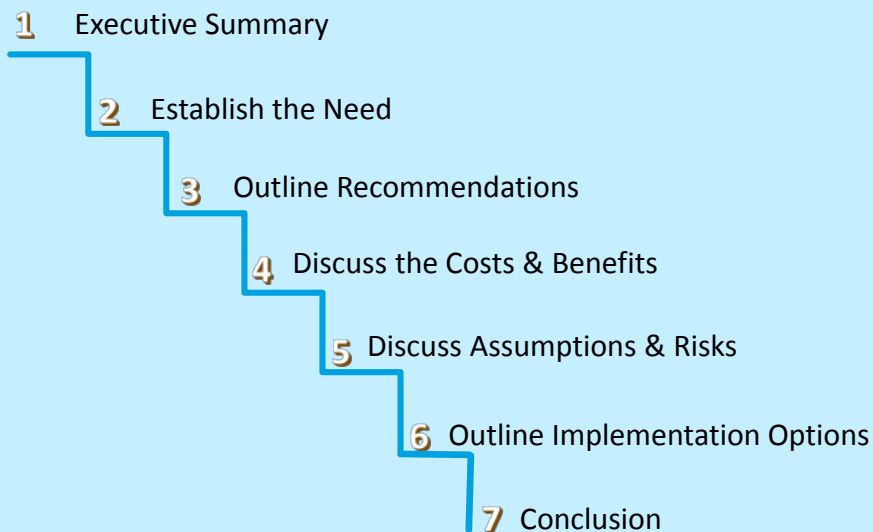 1 Executive Summary
2 Establish the Need
3 Outline Recommendations
4 Discuss the Costs & Benefits
5 Discuss Assumptions & Risks
6 Outline Implementation Options
7 Conclusion